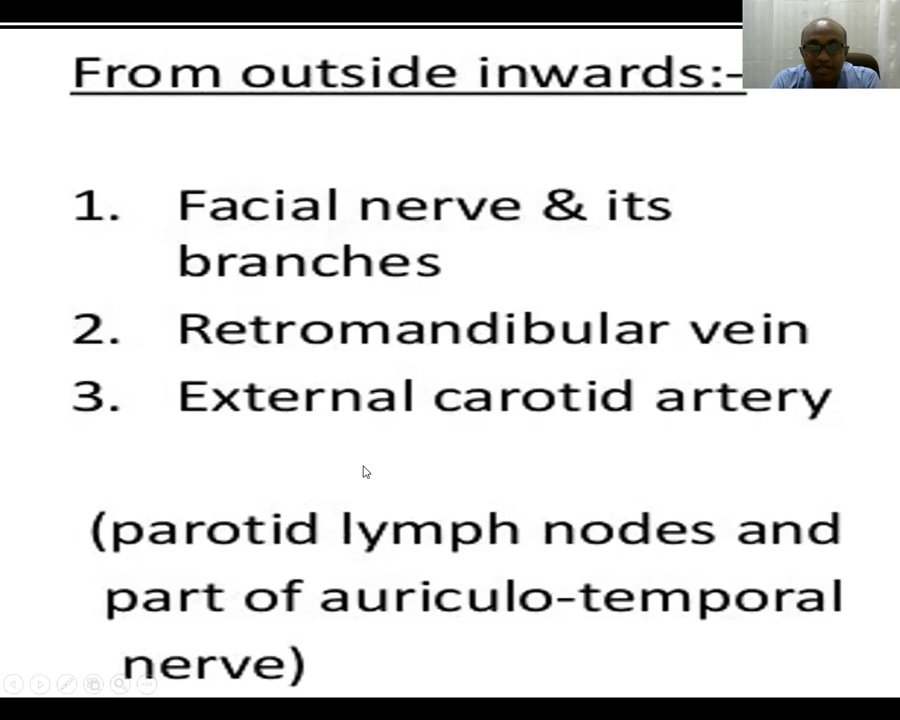 From outside inwards:-
1. Facial nerve & its
branches
2. Retromandibular vein
3. External carotid artery
(parotid lymph nodes and
part of auriculo-temporal
nerve)